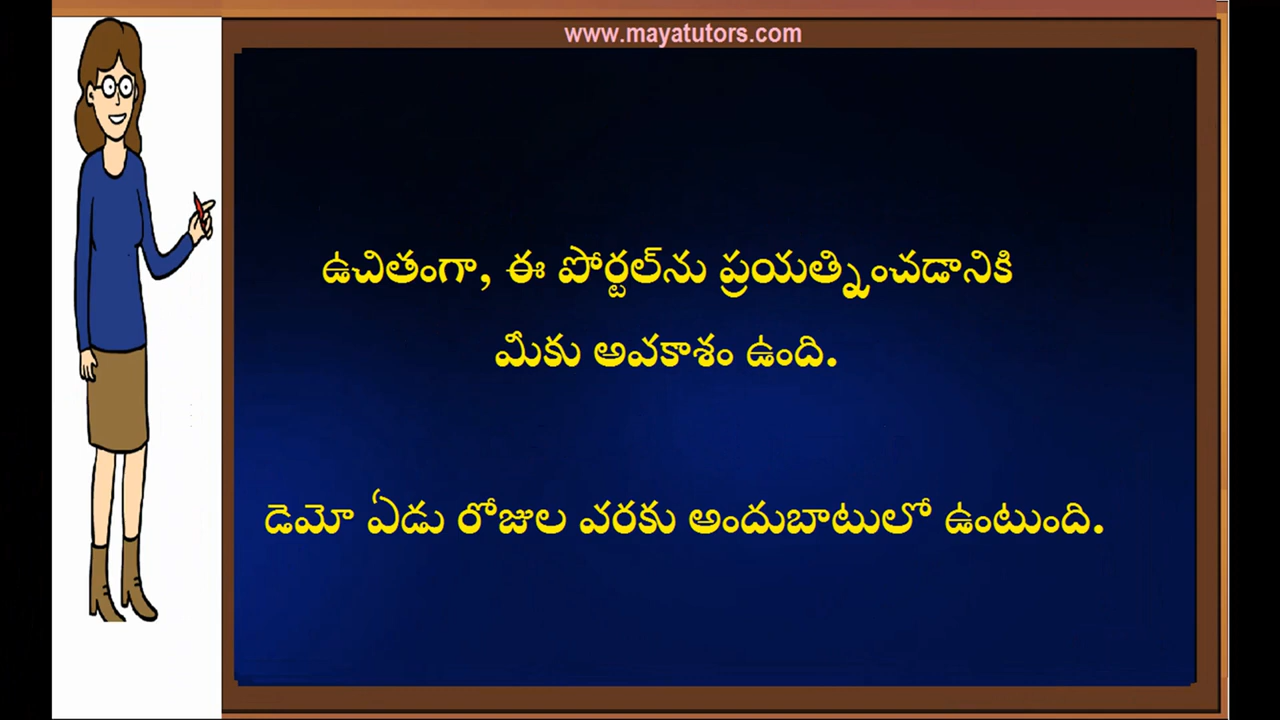 www.mayatutors.com
ఉచితంగా, ఈ పోర్టల్‌ను ప్రయత్నించడానికి
మీకు అవకాశం ఉంది.
డెమో ఏడు రోజుల వరకు అందుబాటులో ఉంటుంది.